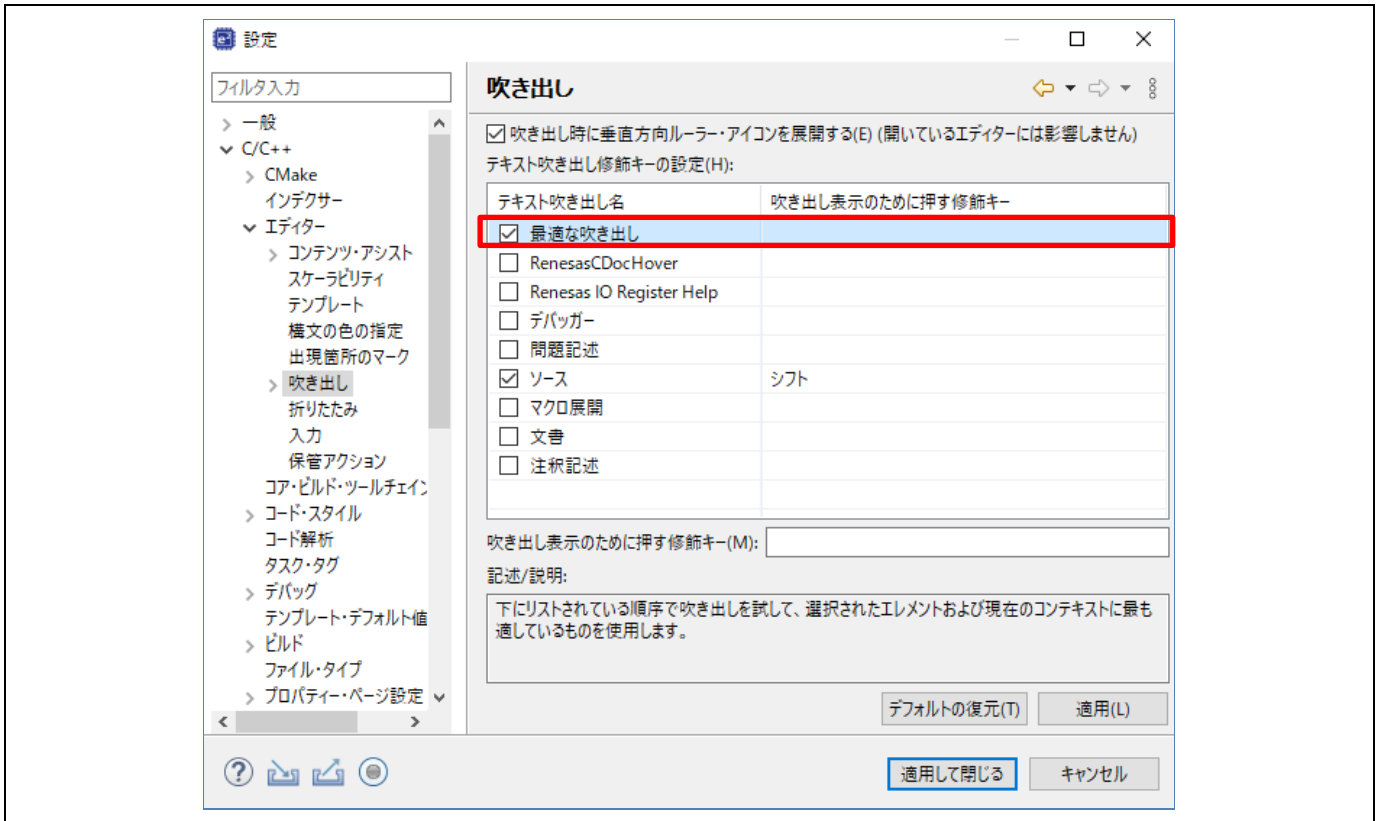 設定
フィルタ入力
一般
C/C++
CMake
インデクサー
エディター
コンテンツ・アシスト
スケーラビリティ
テンプレート
構文の色の指定
出現箇所のマーク
吹き出し
折りたたみ
入力
保管アクション
コア・ビルド・ツールチェイン
コード・スタイル
コード解析
タスク・タグ
デバッグ
テンプレート・デフォルト値
ビルド
ファイル・タイプ
プロパティー・ページ設定
吹き出し
吹き出し時に垂直方向ルーラー・アイコンを展開する(E) (開いているエディターには影響しません)
テキスト吹き出し修飾キーの設定(H):
テキスト吹き出し名 吹き出し表示のために押す修飾キー
最適な吹き出し
RenesasCDocHover
Renesas IO Register Help
デバッガー
問題記述
ソース シフト
マクロ展開
文書
注釈記述
吹き出し表示のために押す修飾キー(M):
記述/説明:
下にリストされている順序で吹き出しを試して、選択されたエレメントおよび現在のコンテキストに最も
適しているものを使用します。
デフォルトの復元(T) 適用(L)
適用して閉じる キャンセル